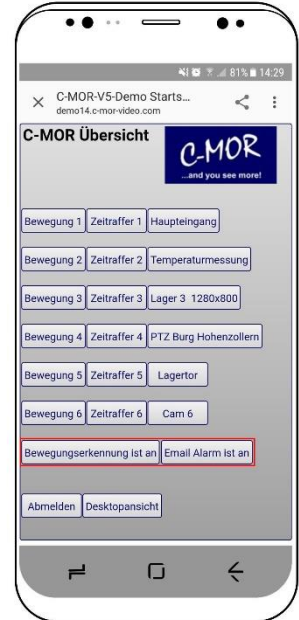 81% 14:29
C-MOR-V5-Demo Starts...
demo14.c-mor-video.com
C-MOR Übersicht
C-MOR
...and you see more!
Bewegung 1 Zeitraffer 1 Haupteingang
Bewegung 2 Zeitraffer 2 Temperaturmessung
Bewegung 3 Zeitraffer 3 Lager 3 1280x800
Bewegung 4 Zeitraffer 4 PTZ Burg Hohenzollern
Bewegung 5 Zeitraffer 5 Lagertor
Bewegung 6 Zeitraffer 6 Cam 6
Bewegungserkennung ist an Email Alarm ist an
Abmelden Desktopansicht